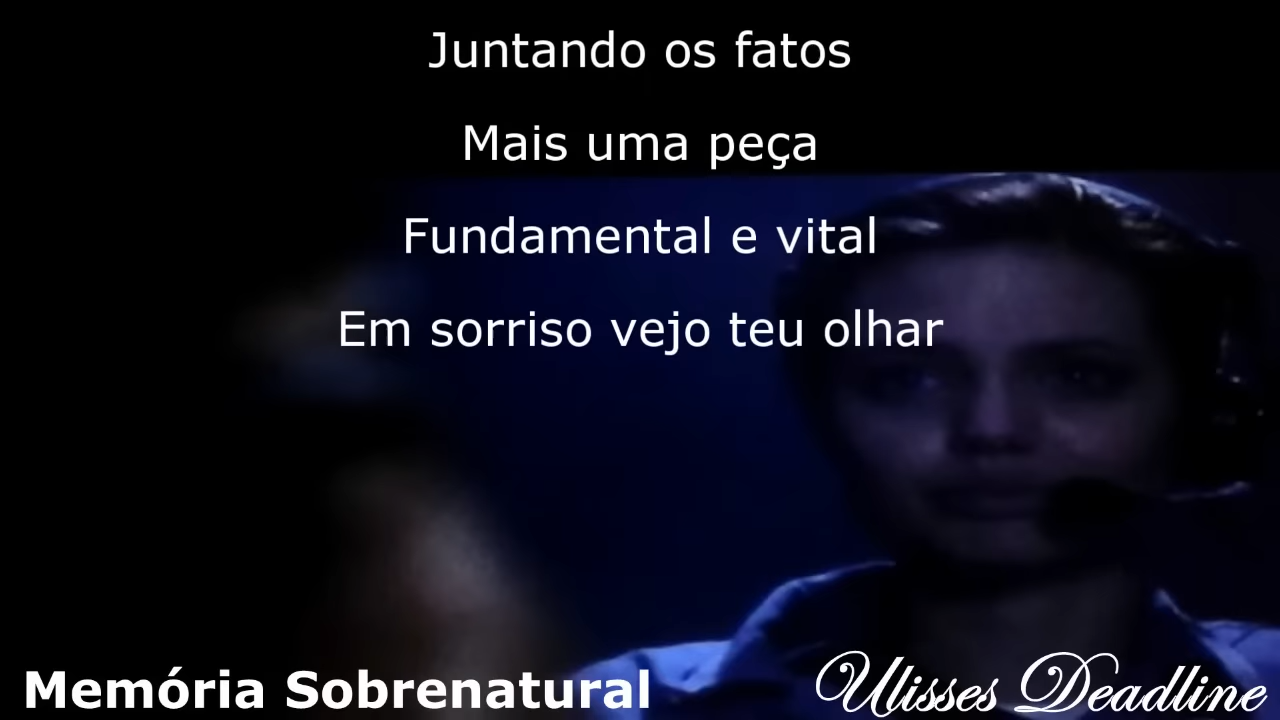 Juntando os fatos
Mais uma peça
Fundamental e vital
Em sorriso vejo teu olhar
Memória Sobrenatural
Ulisses Deadline